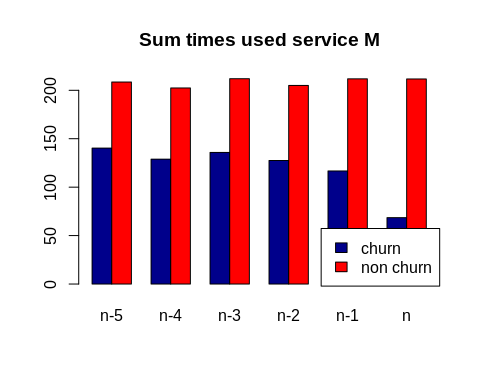 Sum times used service M
200
150
100
50
0
churn
non churn
n-5 n-4 n-3 n-2 n-1 n